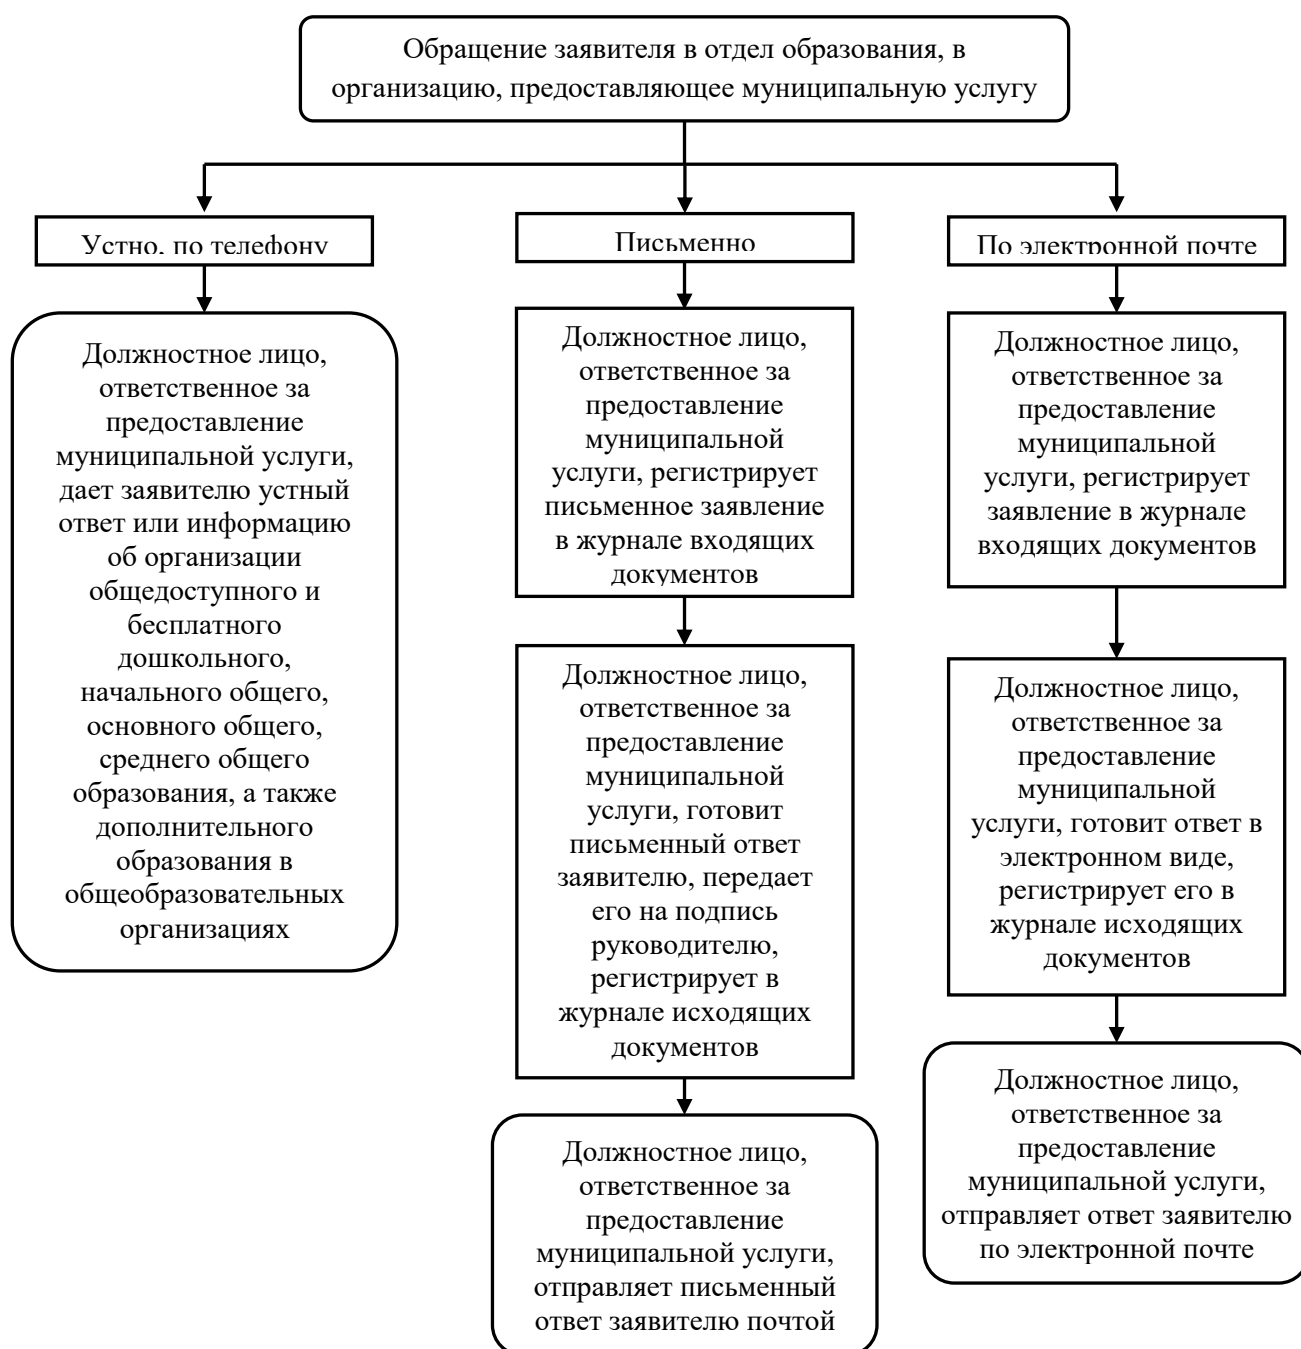 Обращение заявителя в отдел образования, в
организацию, предоставляющее муниципальную услугу
Устно, по телефону
Должностное лицо,
ответственное за
предоставление
муниципальной услуги,
дает заявителю устный
ответ или информацию
об организации
общедоступного и
бесплатного
дошкольного,
начального общего,
основного общего,
среднего общего
образования, а также
дополнительного
образования в
общеобразовательных
организациях
Письменно
Должностное лицо,
ответственное за
предоставление
муниципальной
услуги, регистрирует
письменное заявление
в журнале входящих
документов
Должностное лицо,
ответственное за
предоставление
муниципальной
услуги, готовит
письменный ответ
заявителю, передает
его на подпись
руководителю,
регистрирует в
журнале исходящих
документов
Должностное лицо,
ответственное за
предоставление
муниципальной услуги,
отправляет письменный
ответ заявителю почтой
По электронной почте
Должностное лицо,
ответственное за
предоставление
муниципальной
услуги, регистрирует
заявление в журнале
входящих документов
Должностное лицо,
ответственное за
предоставление
муниципальной
услуги, готовит ответ в
электронном виде,
регистрирует его в
журнале исходящих
документов
Должностное лицо,
ответственное за
предоставление
муниципальной услуги,
отправляет ответ заявителю
по электронной почте